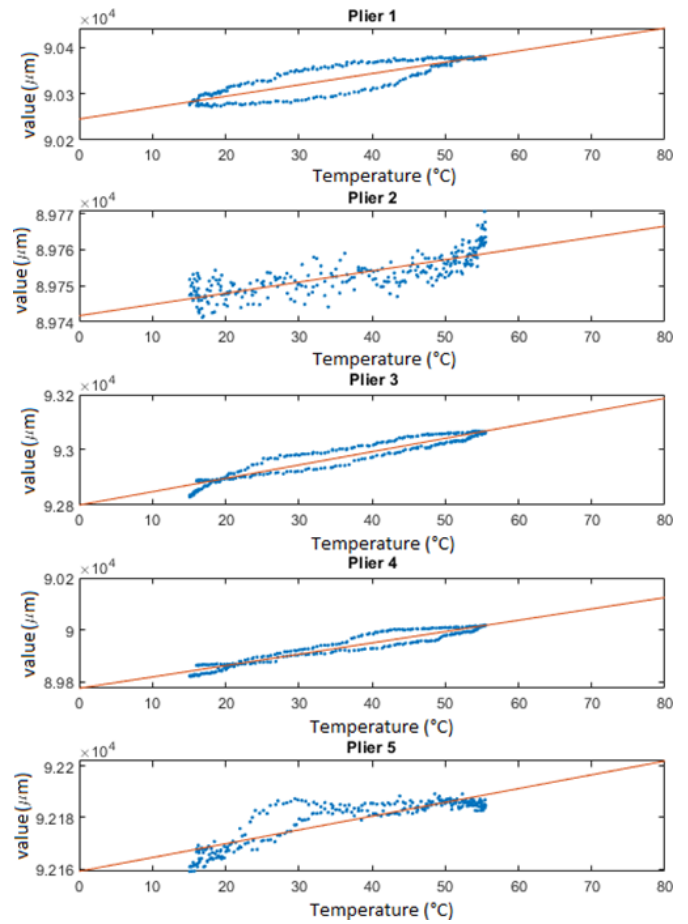 Plier 1
×10⁴
9.04
9.03
9.02
value (μm)
0 10 20 30 40 50 60 70 80
Temperature (°C)
Plier 2
×10⁴
8.977
8.976
8.975
8.974
value (μm)
0 10 20 30 40 50 60 70 80
Temperature (°C)
Plier 3
×10⁴
9.32
9.3
9.28
value (μm)
0 10 20 30 40 50 60 70 80
Temperature (°C)
Plier 4
×10⁴
9.02
9
8.98
value (μm)
0 10 20 30 40 50 60 70 80
Temperature (°C)
Plier 5
×10⁴
9.22
9.218
9.216
value (μm)
0 10 20 30 40 50 60 70 80
Temperature (°C)